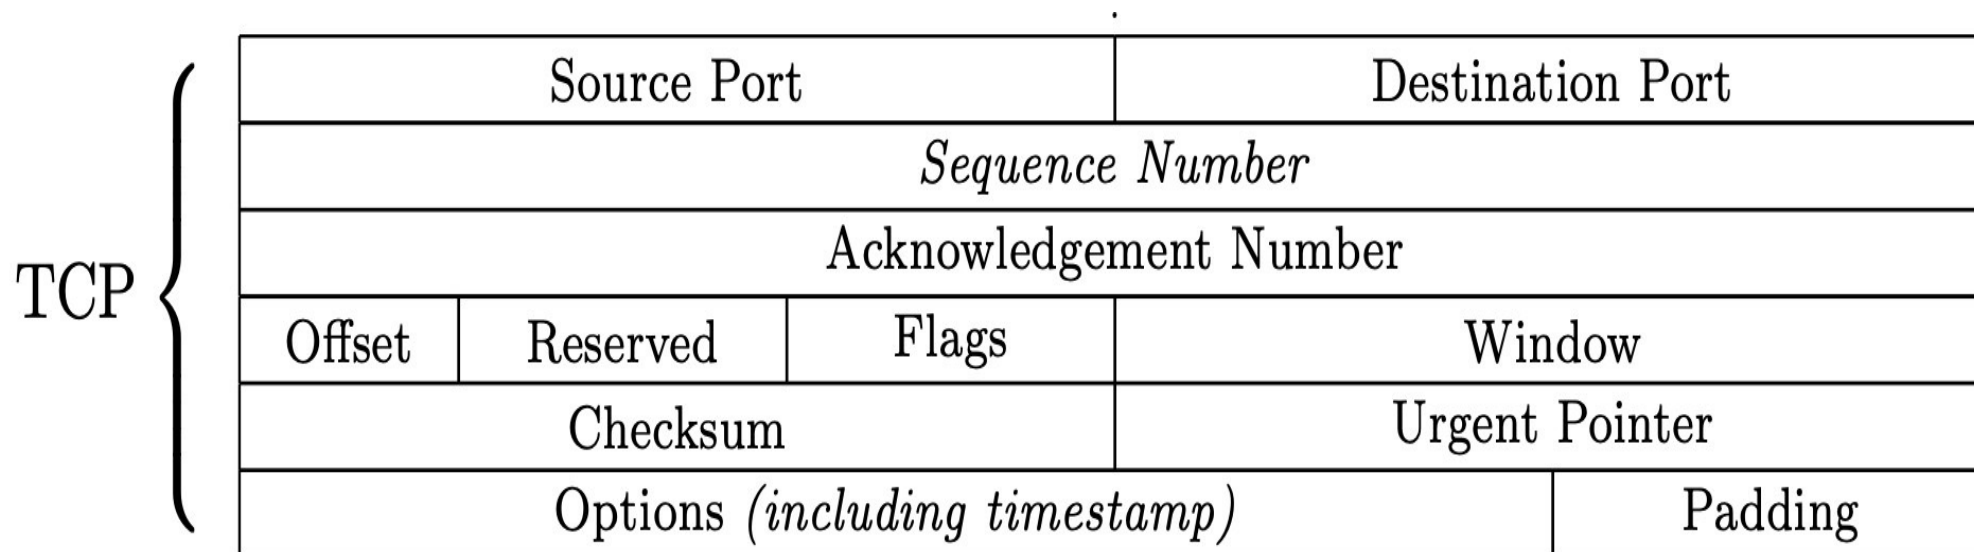 Source Port Destination Port
Sequence Number
Acknowledgement Number
TCP
Offset Reserved Flags Window
Checksum Urgent Pointer
Options (including timestamp) Padding